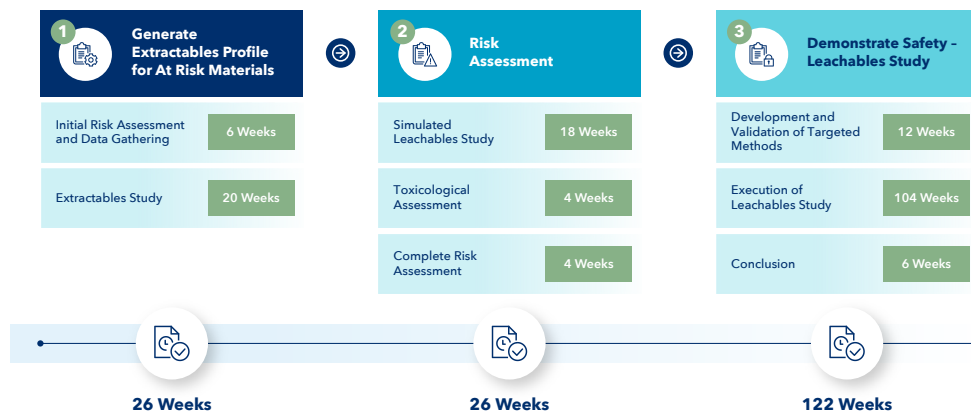 1
Generate
Extractables Profile
for At Risk Materials
Initial Risk Assessment
and Data Gathering
6 Weeks
Extractables Study
20 Weeks
26 Weeks
2
Risk
Assessment
Simulated
Leachables Study
18 Weeks
Toxicological
Assessment
4 Weeks
Complete Risk
Assessment
4 Weeks
26 Weeks
3
Demonstrate Safety –
Leachables Study
Development and
Validation of Targeted
Methods
12 Weeks
Execution of
Leachables Study
104 Weeks
Conclusion
6 Weeks
122 Weeks